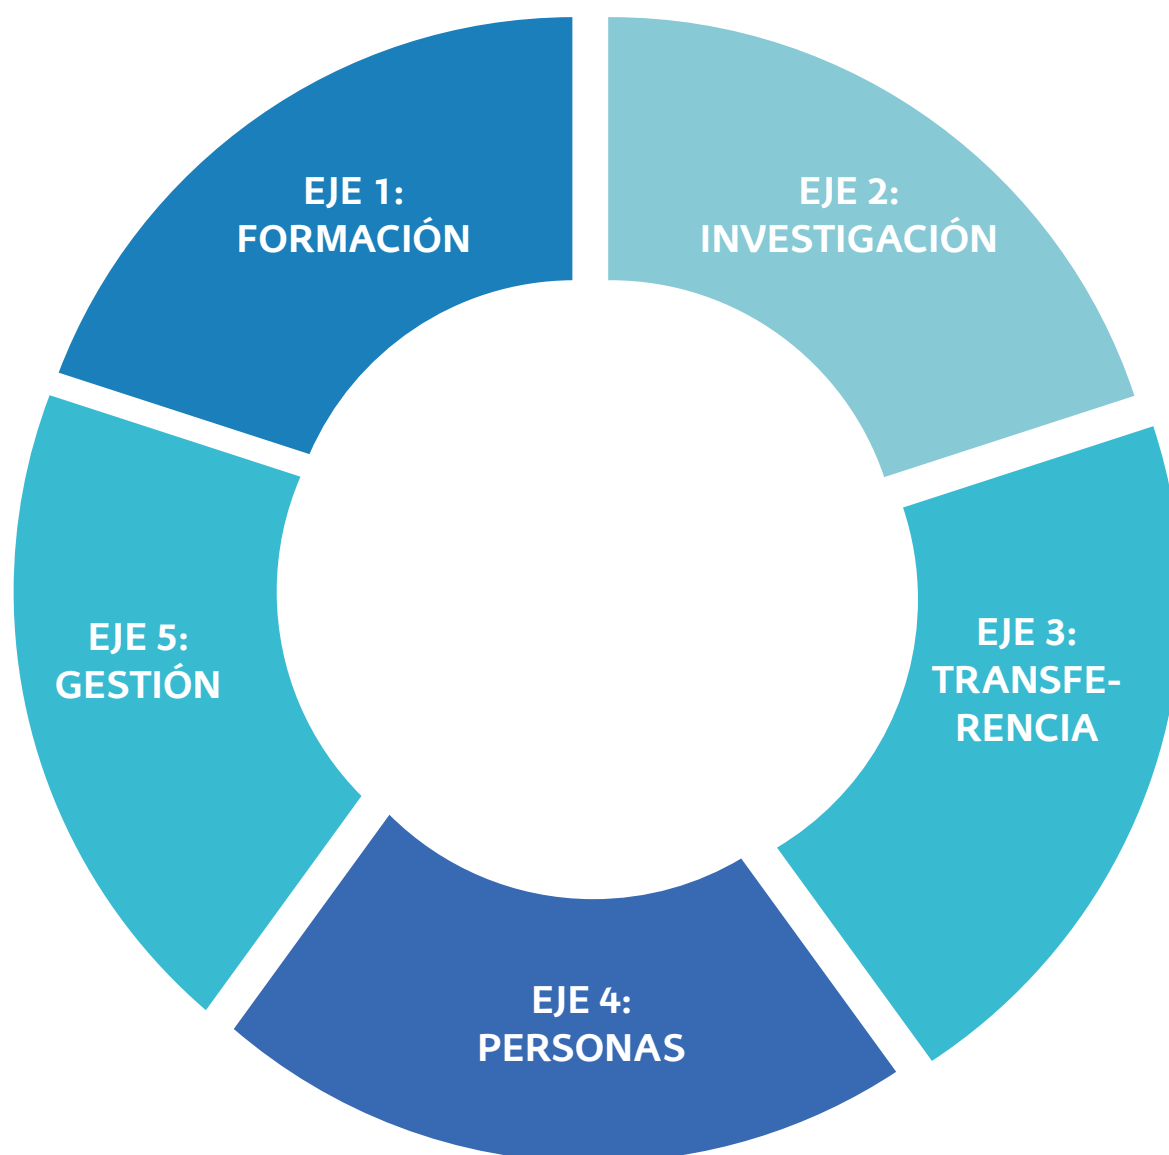 EJE 1:
FORMACIÓN
EJE 2:
INVESTIGACIÓN
EJE 3:
TRANSFE-
RENCIA
EJE 4:
PERSONAS
EJE 5:
GESTIÓN